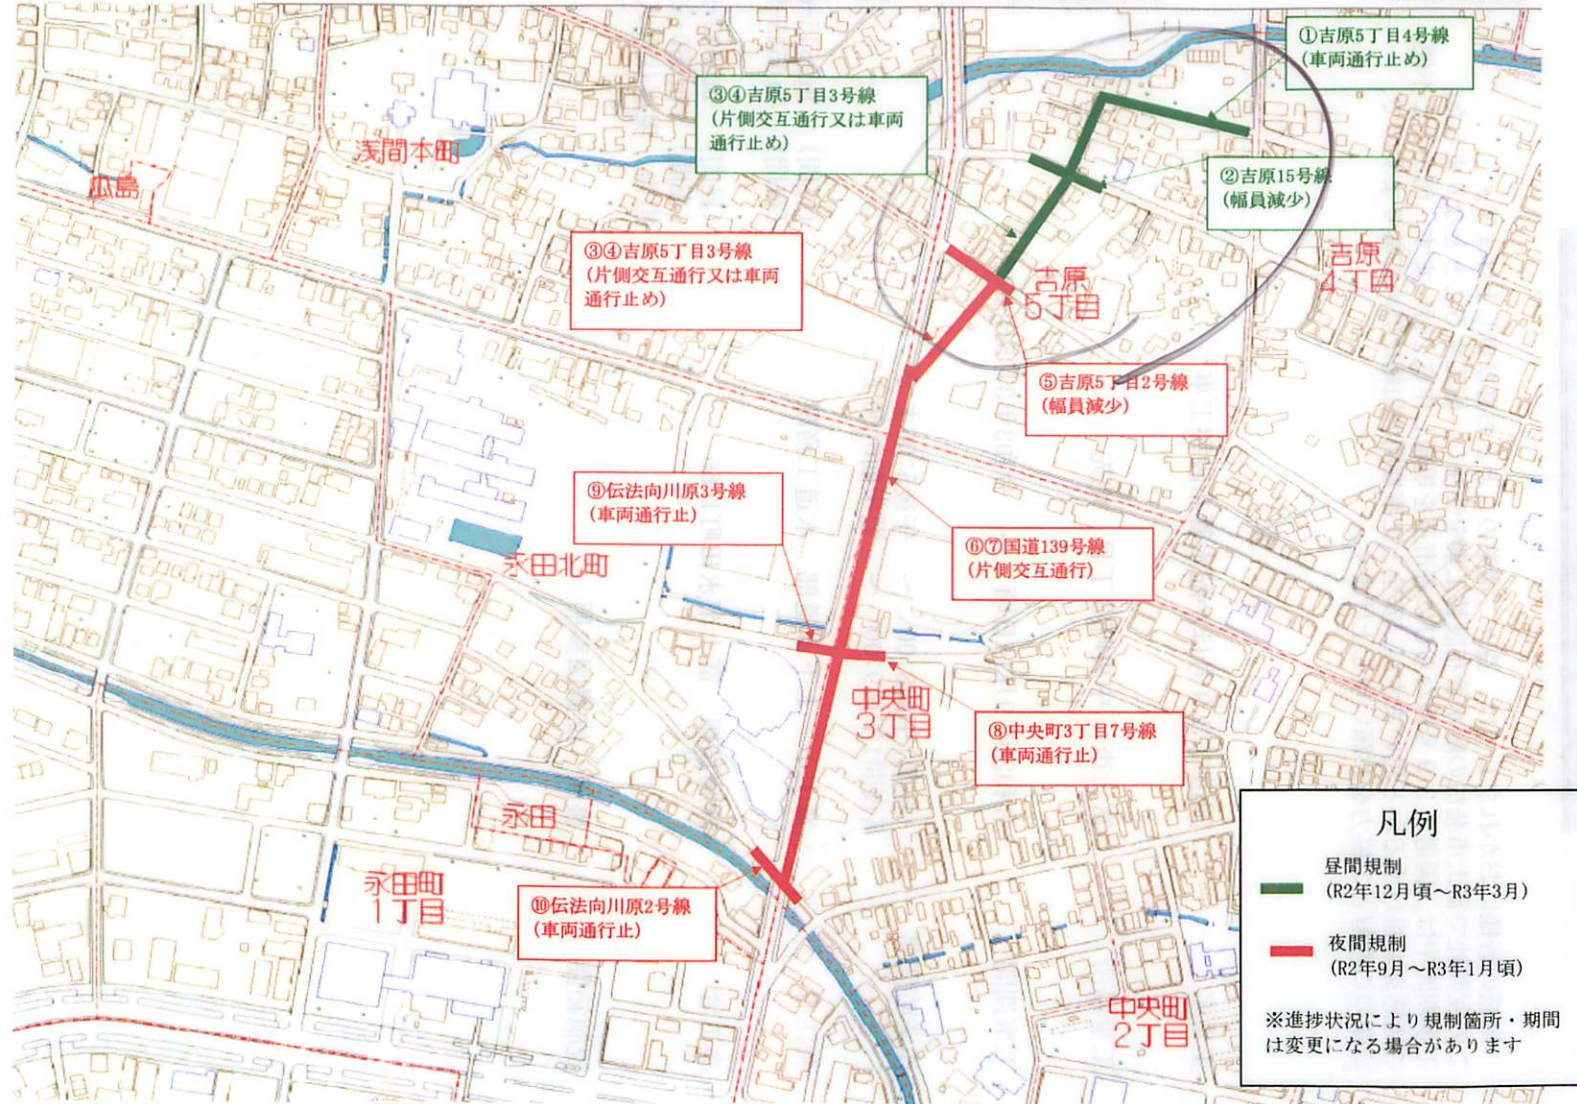 ①吉原5丁目4号線
(車両通行止め)
③④吉原5丁目3号線
(片側交互通行又は車両
通行止め)
浅間本町
②吉原15号線
(幅員減少)
③④吉原5丁目3号線
(片側交互通行又は車両
通行止め)
吉原
5丁目
吉原
4丁目
⑤吉原5丁目2号線
(幅員減少)
⑨伝法向川原3号線
(車両通行止)
⑥⑦国道139号線
(片側交互通行)
永田北町
中央町
3丁目
⑧中央町3丁目7号線
(車両通行止)
永田
永田町
1丁目
⑩伝法向川原2号線
(車両通行止)
中央町
2丁目
凡例
昼間規制
(R2年12月頃～R3年3月)
夜間規制
(R2年9月～R3年1月頃)
※進捗状況により規制箇所・期間
は変更になる場合があります